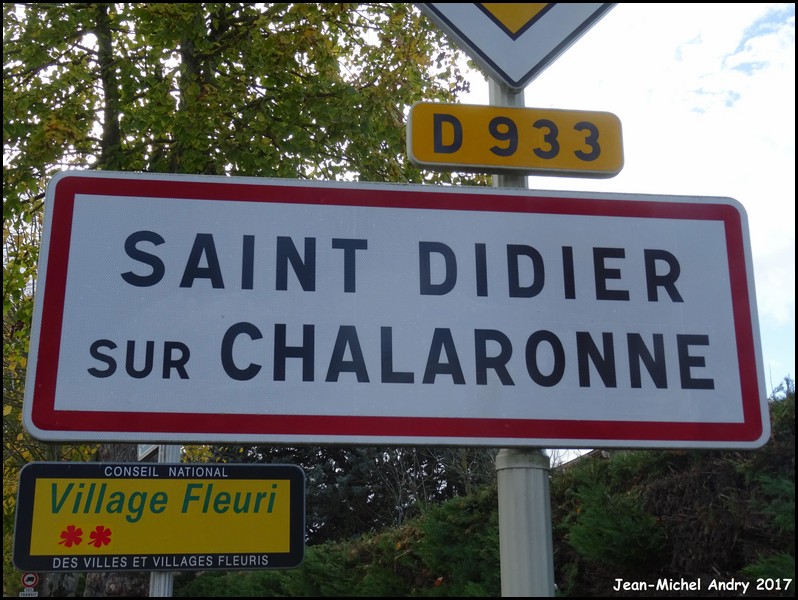 D 933
SAINT DIDIER
SUR CHALARONNE
CONSEIL NATIONAL
Village Fleuri
DES VILLES ET VILLAGES FLEURIS
Jean-Michel Andry 2017